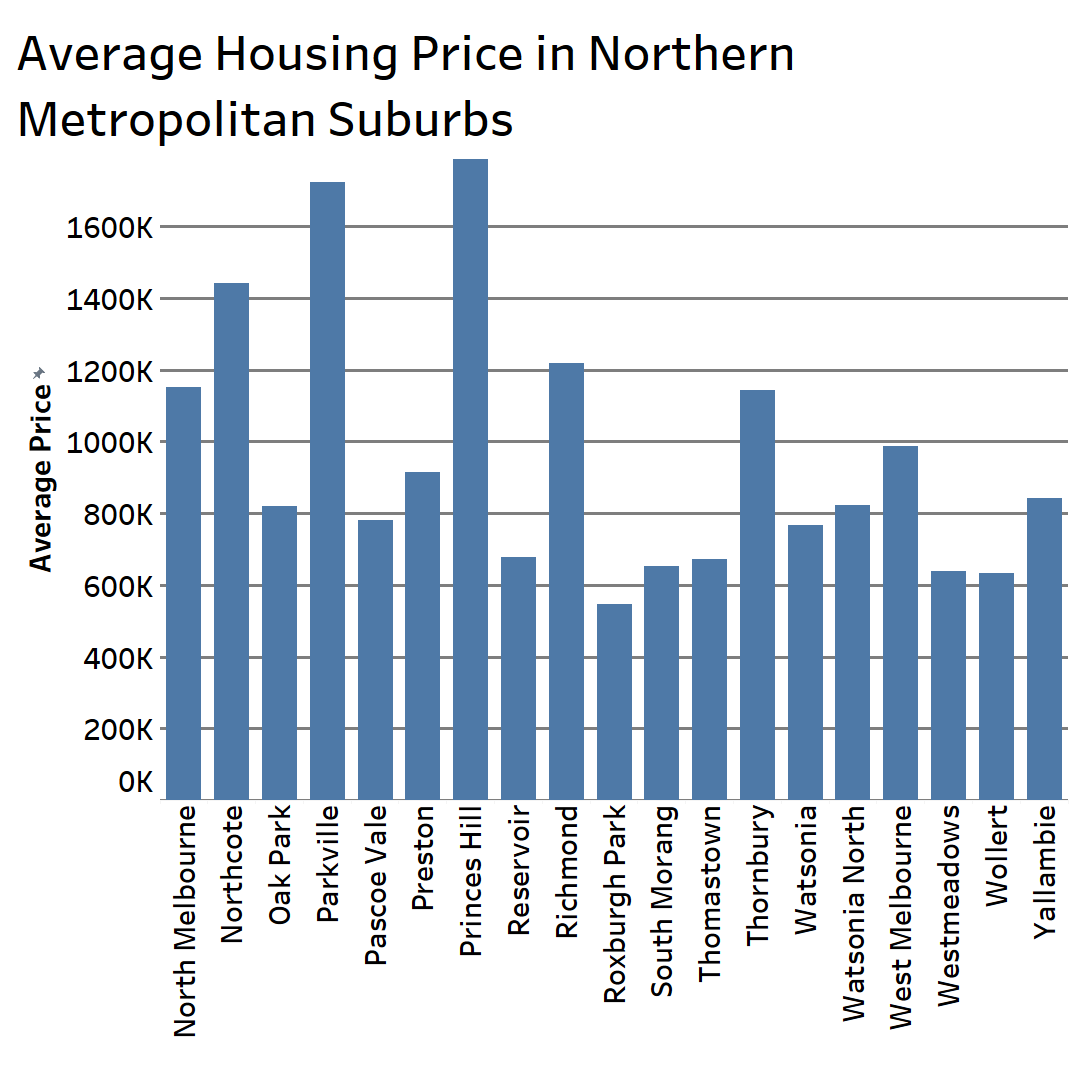 Average Housing Price in Northern
Metropolitan Suburbs
Average Price
1600K
1400K
1200K
1000K
800K
600K
400K
200K
0K
North Melbourne
Northcote
Oak Park
Parkville
Pascoe Vale
Preston
Princes Hill
Reservoir
Richmond
Roxburgh Park
South Morang
Thomastown
Thornbury
Watsonia
Watsonia North
West Melbourne
Westmeadows
Wollert
Yallambie